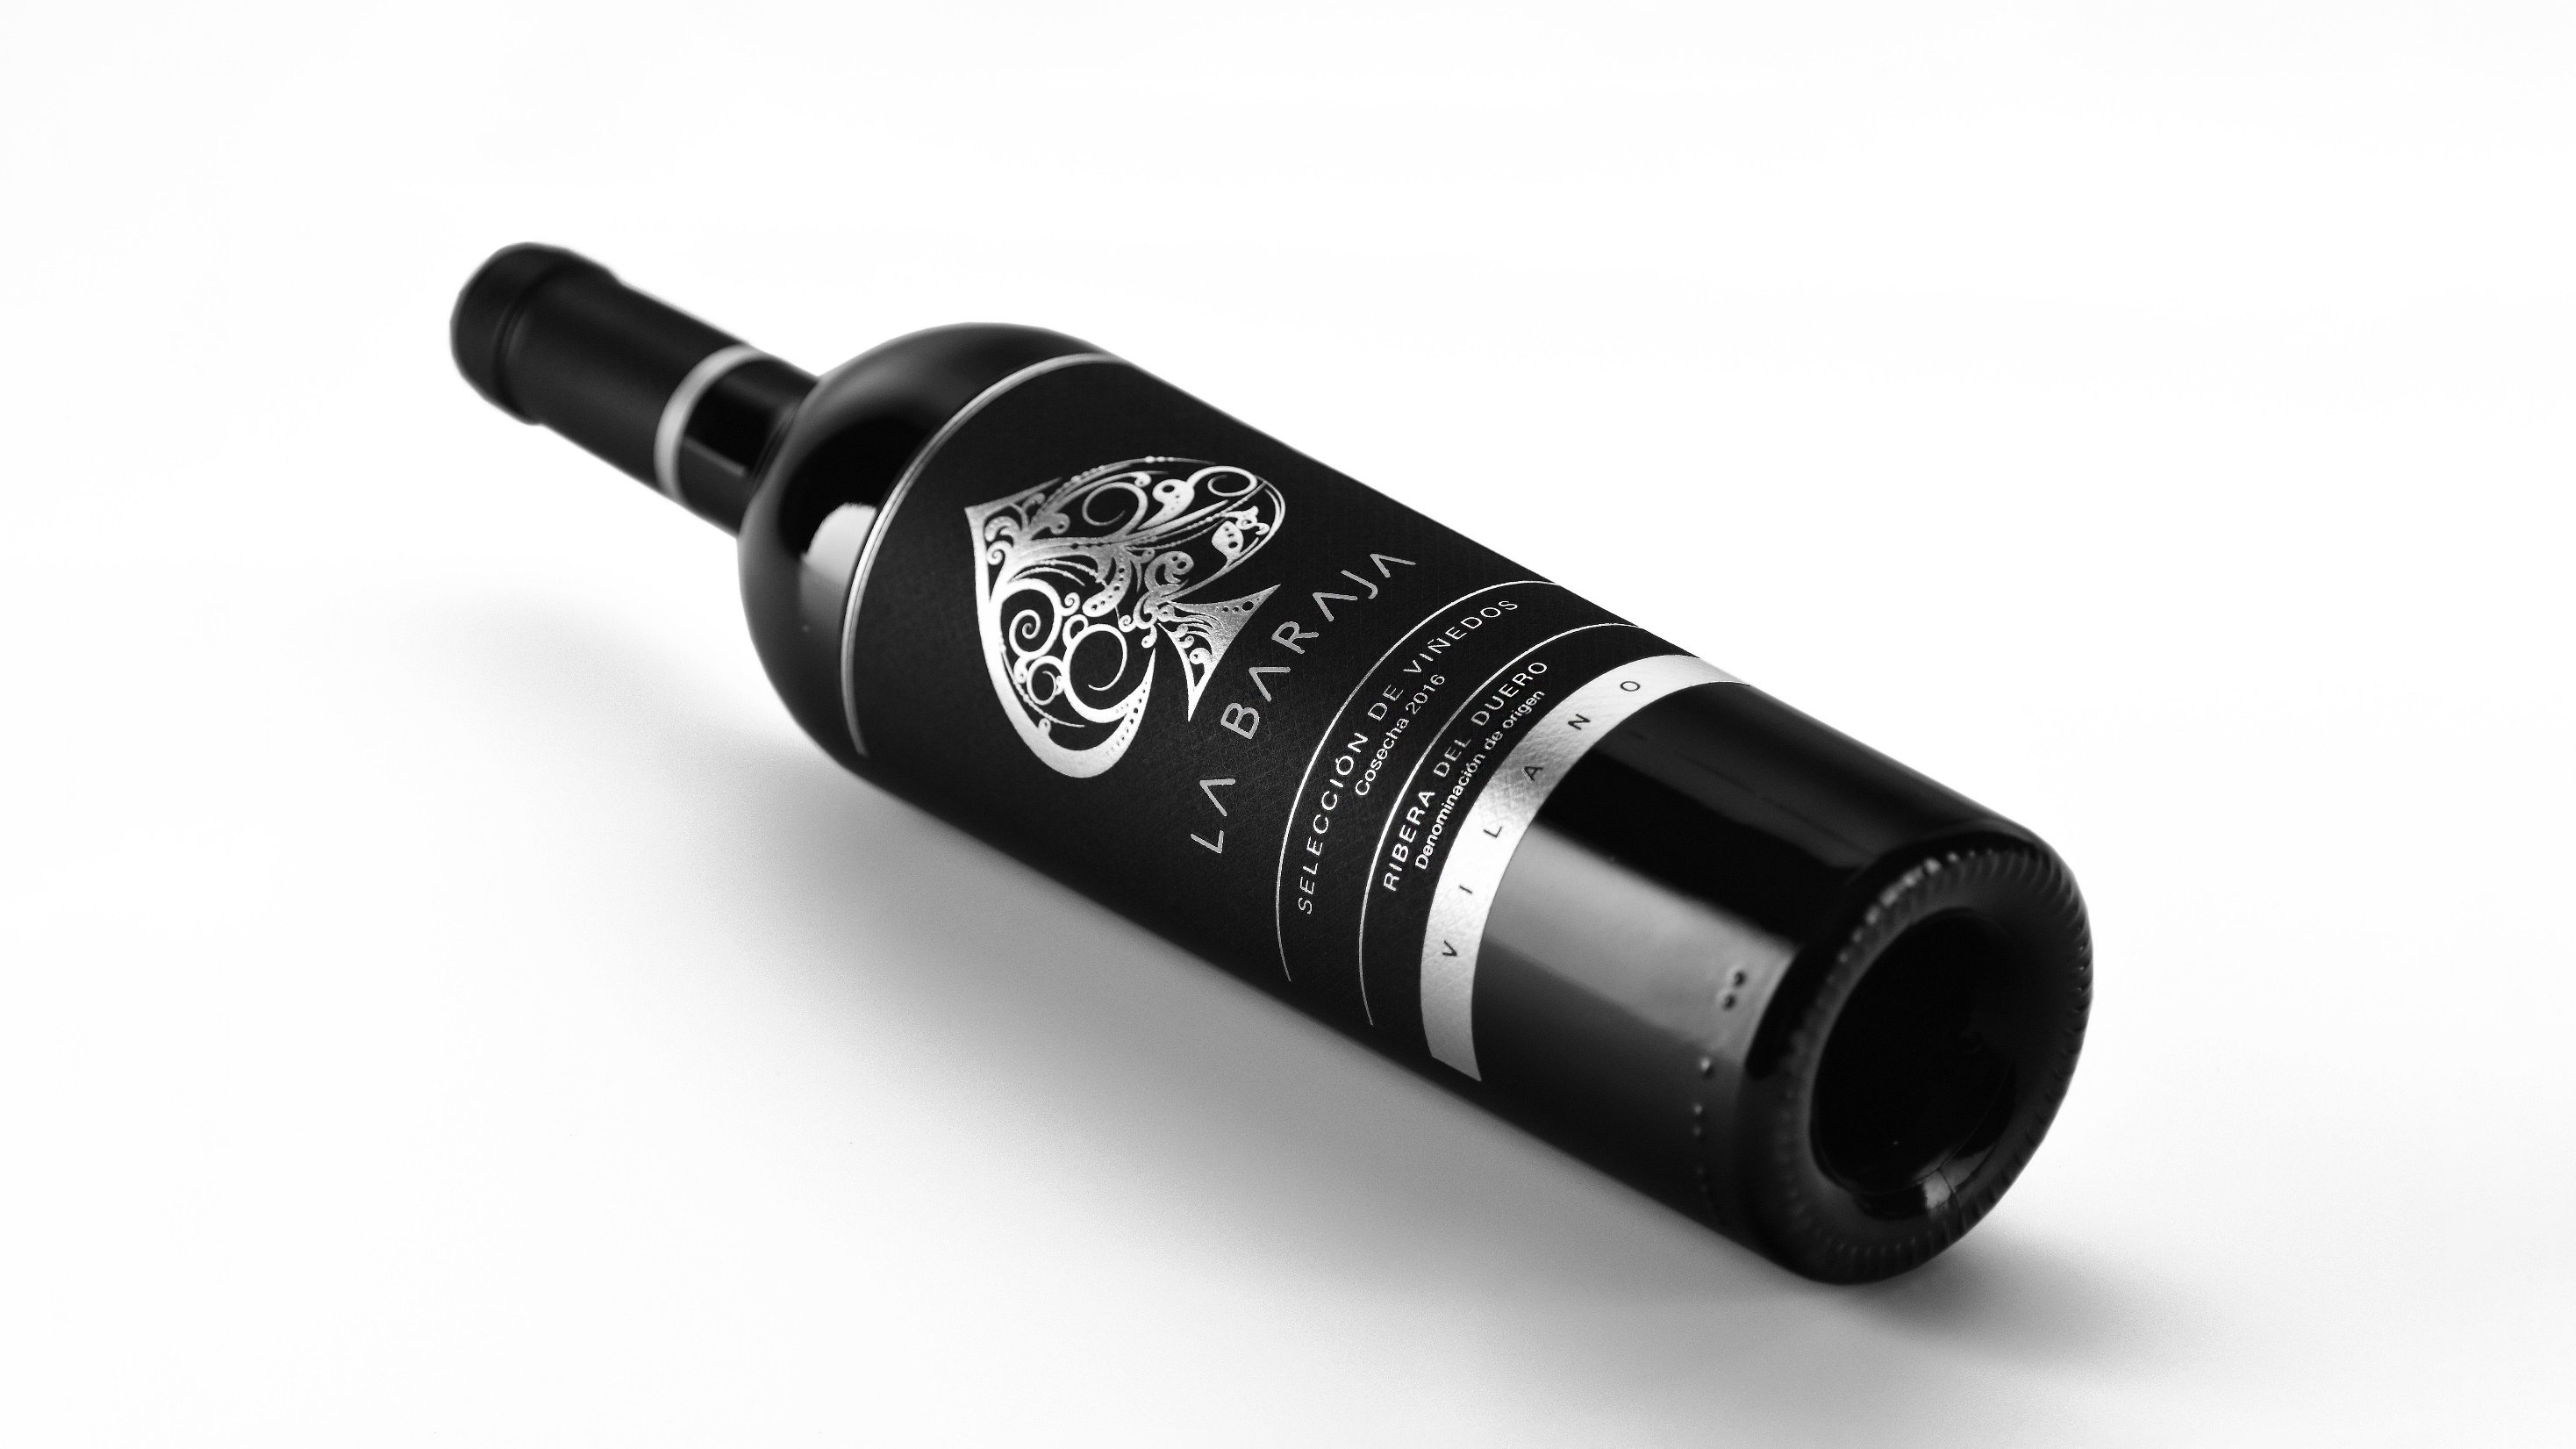 LA BARAJA
SELECCIÓN DE VIÑEDOS
Cosecha 2016
RIBERA DEL DUERO
Denominación de origen
VILANO